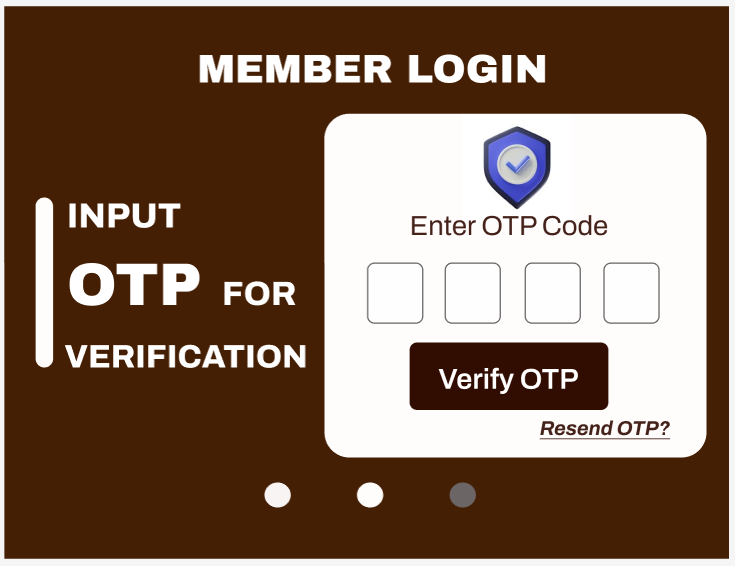 MEMBER LOGIN
INPUT
OTP FOR
VERIFICATION
Enter OTP Code
Verify OTP
Resend OTP?